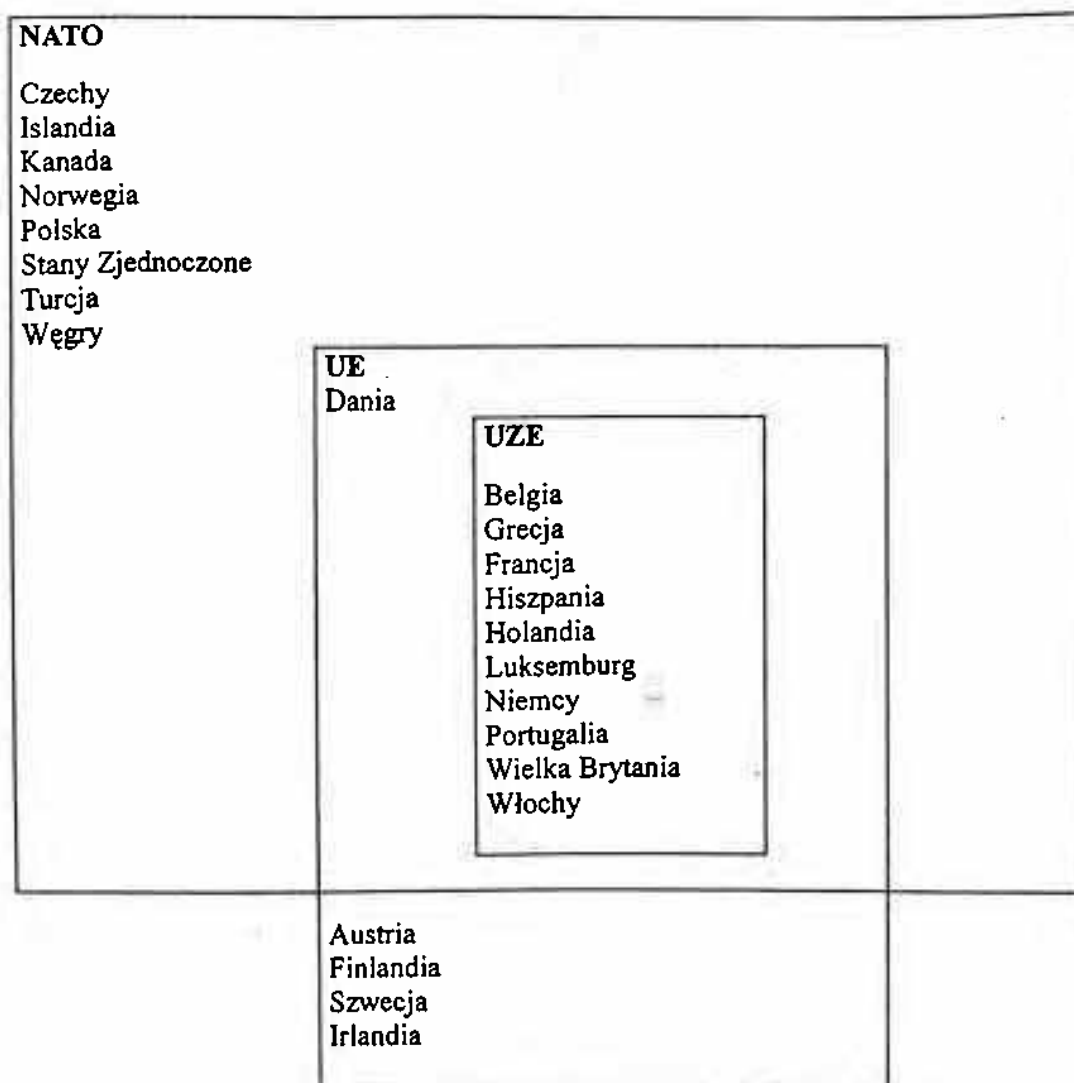 NATO
Czechy
Islandia
Kanada
Norwegia
Polska
Stany Zjednoczone
Turcja
Węgry
UE
Dania
UZE
Belgia
Grecja
Francja
Hiszpania
Holandia
Luksemburg
Niemcy
Portugalia
Wielka Brytania
Włochy
Austria
Finlandia
Szwecja
Irlandia